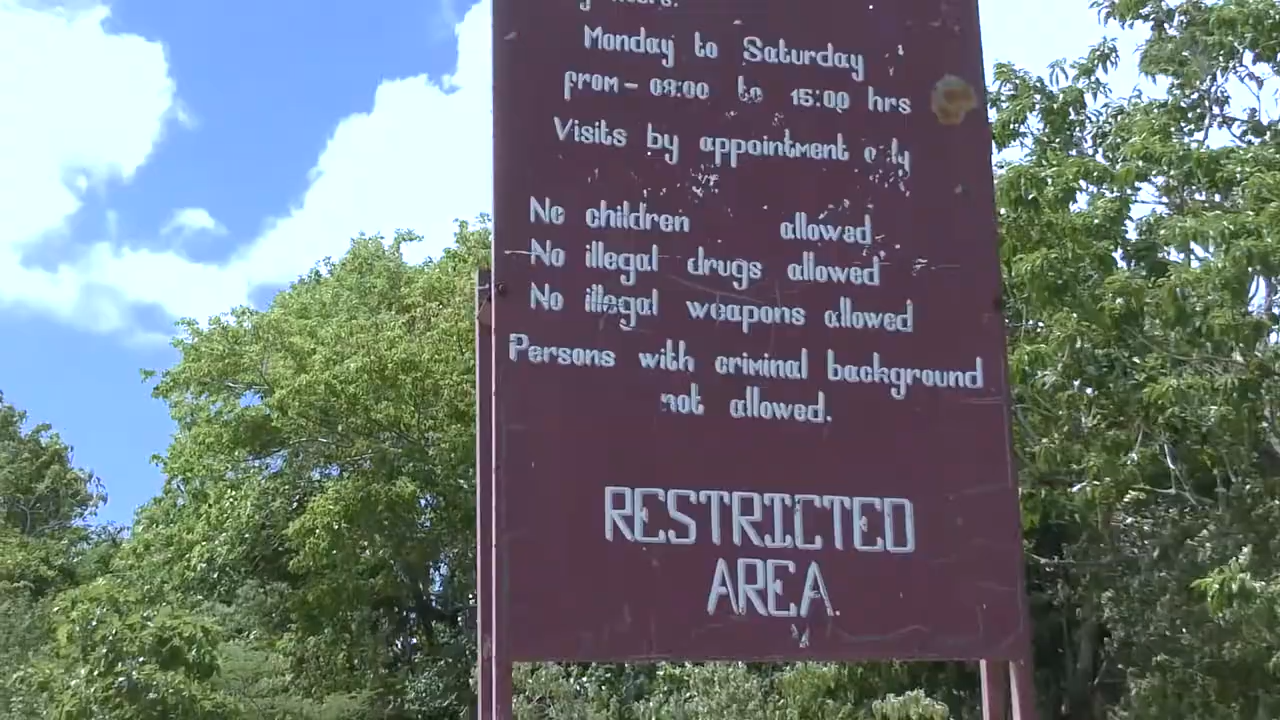 Monday to Saturday
from - 08:00 to 15:00 hrs
Visits by appointment only
No children allowed
No illegal drugs allowed
No illegal weapons allowed
Persons with criminal background
not allowed.
RESTRICTED
AREA